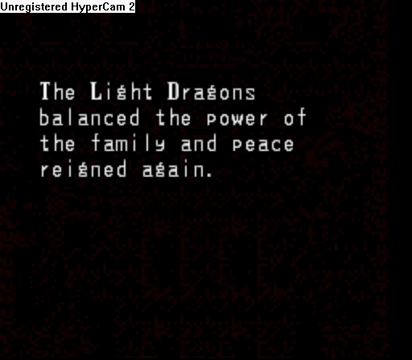 Unregistered HyperCam 2
The Light Dragons
balanced the power of
the family and peace
reigned again.